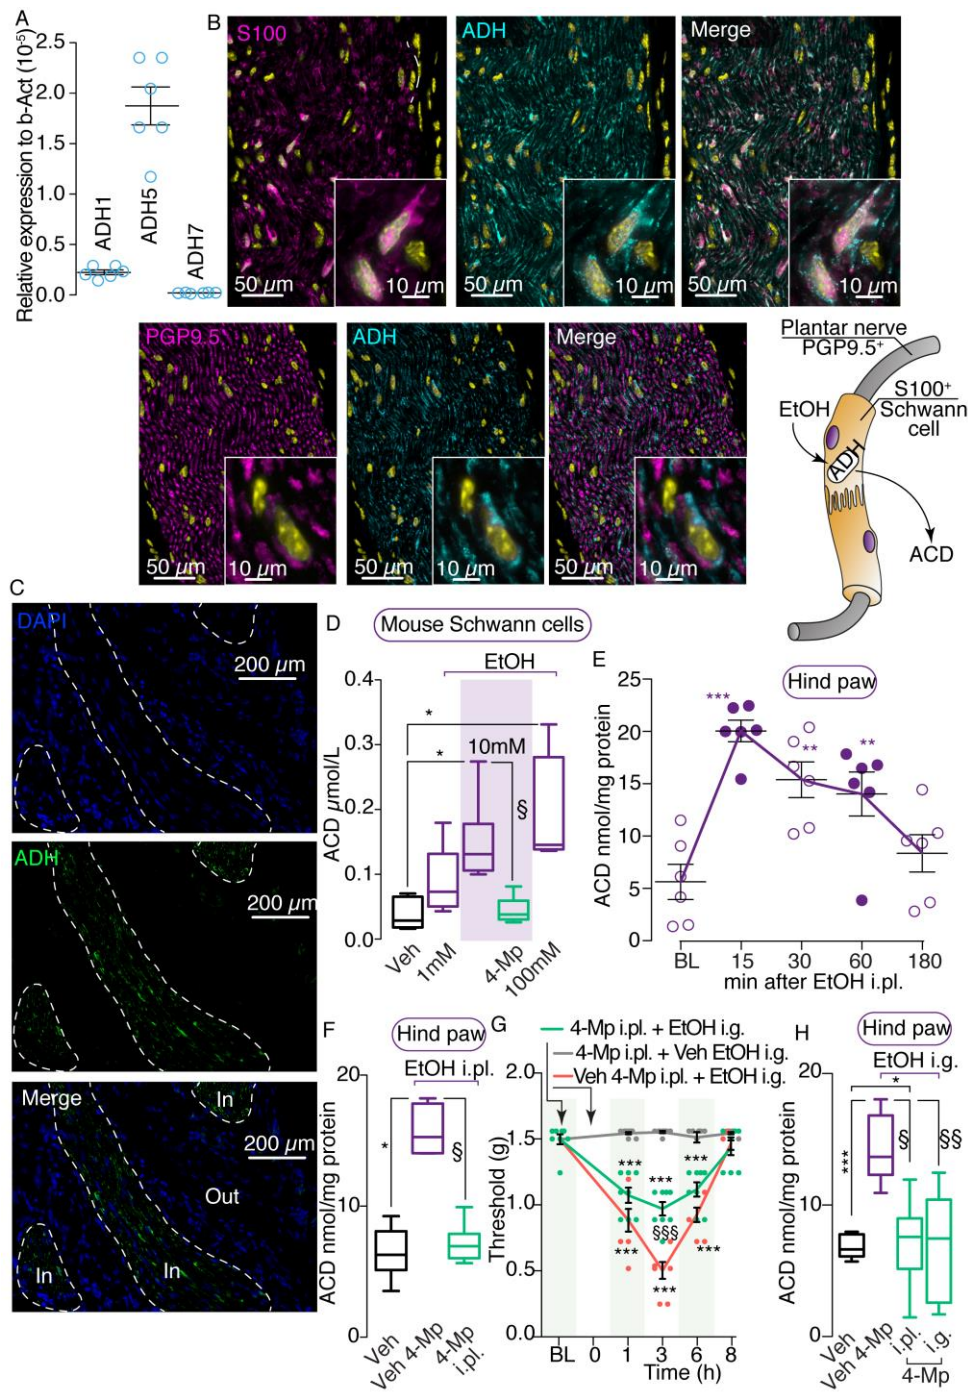 A
Relative expression to b-Act (10-5)
2.5
2.0
1.5
1.0
0.5
0.0
ADH1
ADH5
ADH7
B
S100
50 µm
10 µm
ADH
50 µm
10 µm
Merge
50 µm
10 µm
PGP9.5
50 µm
10 µm
ADH
50 µm
10 µm
Merge
50 µm
10 µm
Plantar nerve
PGP9.5+
S100+
Schwann
cell
EtOH
ADH
ACD
C
DAPI
200 µm
ADH
200 µm
Merge
In
200 µm
Out
In
In
D
Mouse Schwann cells
EtOH
ACD µmol/L
0.4
0.3
0.2
0.1
0.0
*
*
10mM
§
Veh
1mM
4-Mp
100mM
E
Hind paw
ACD nmol/mg protein
25
20
15
10
5
0
***
**
**
BL
15
30
60
180
min after EtOH i.pl.
F
Hind paw
EtOH i.pl.
ACD nmol/mg protein
20
10
0
*
§
Veh
Veh 4-Mp
4-Mp
i.pl.
G
4-Mp i.pl. + EtOH i.g.
4-Mp i.pl. + Veh EtOH i.g.
Veh 4-Mp i.pl. + EtOH i.g.
Threshold (g)
2.0
1.5
1.0
0.5
0.0
***
***
***
§§§
***
***
***
BL
0
1
3
6
8
Time (h)
H
Hind paw
EtOH i.g.
ACD nmol/mg protein
20
10
0
*
***
§
§§
Veh
Veh 4-Mp
i.pl.
i.g.
4-Mp